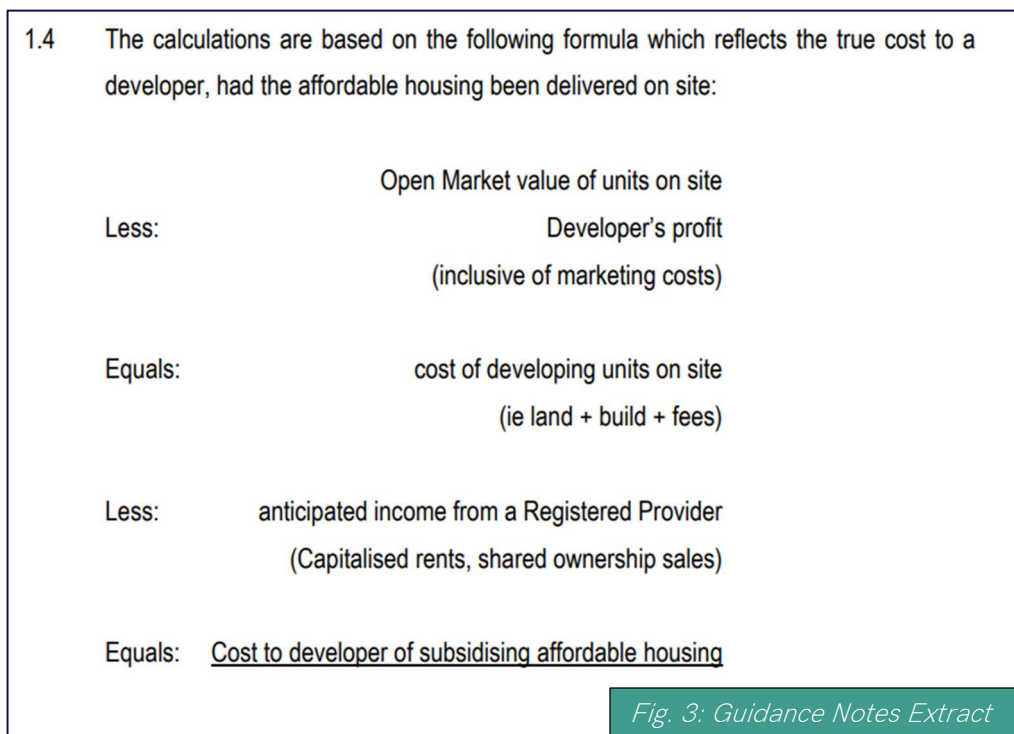 1.4 The calculations are based on the following formula which reflects the true cost to a
developer, had the affordable housing been delivered on site:
Open Market value of units on site
Less: Developer's profit
(inclusive of marketing costs)
Equals: cost of developing units on site
(ie land + build + fees)
Less: anticipated income from a Registered Provider
(Capitalised rents, shared ownership sales)
Equals: Cost to developer of subsidising affordable housing
Fig. 3: Guidance Notes Extract